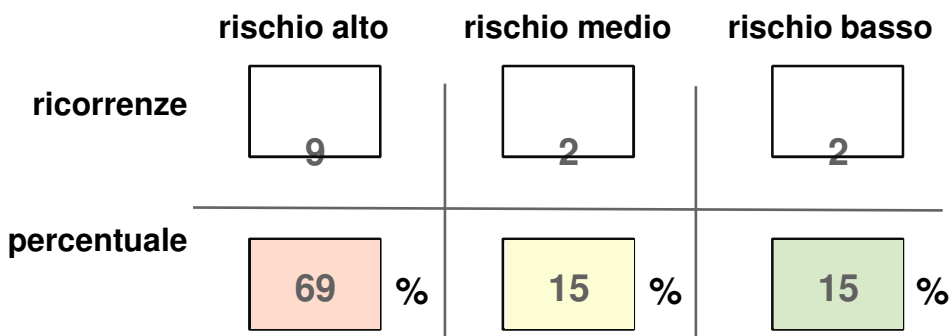 rischio alto rischio medio rischio basso
ricorrenze
9 2 2
percentuale
69 % 15 % 15 %